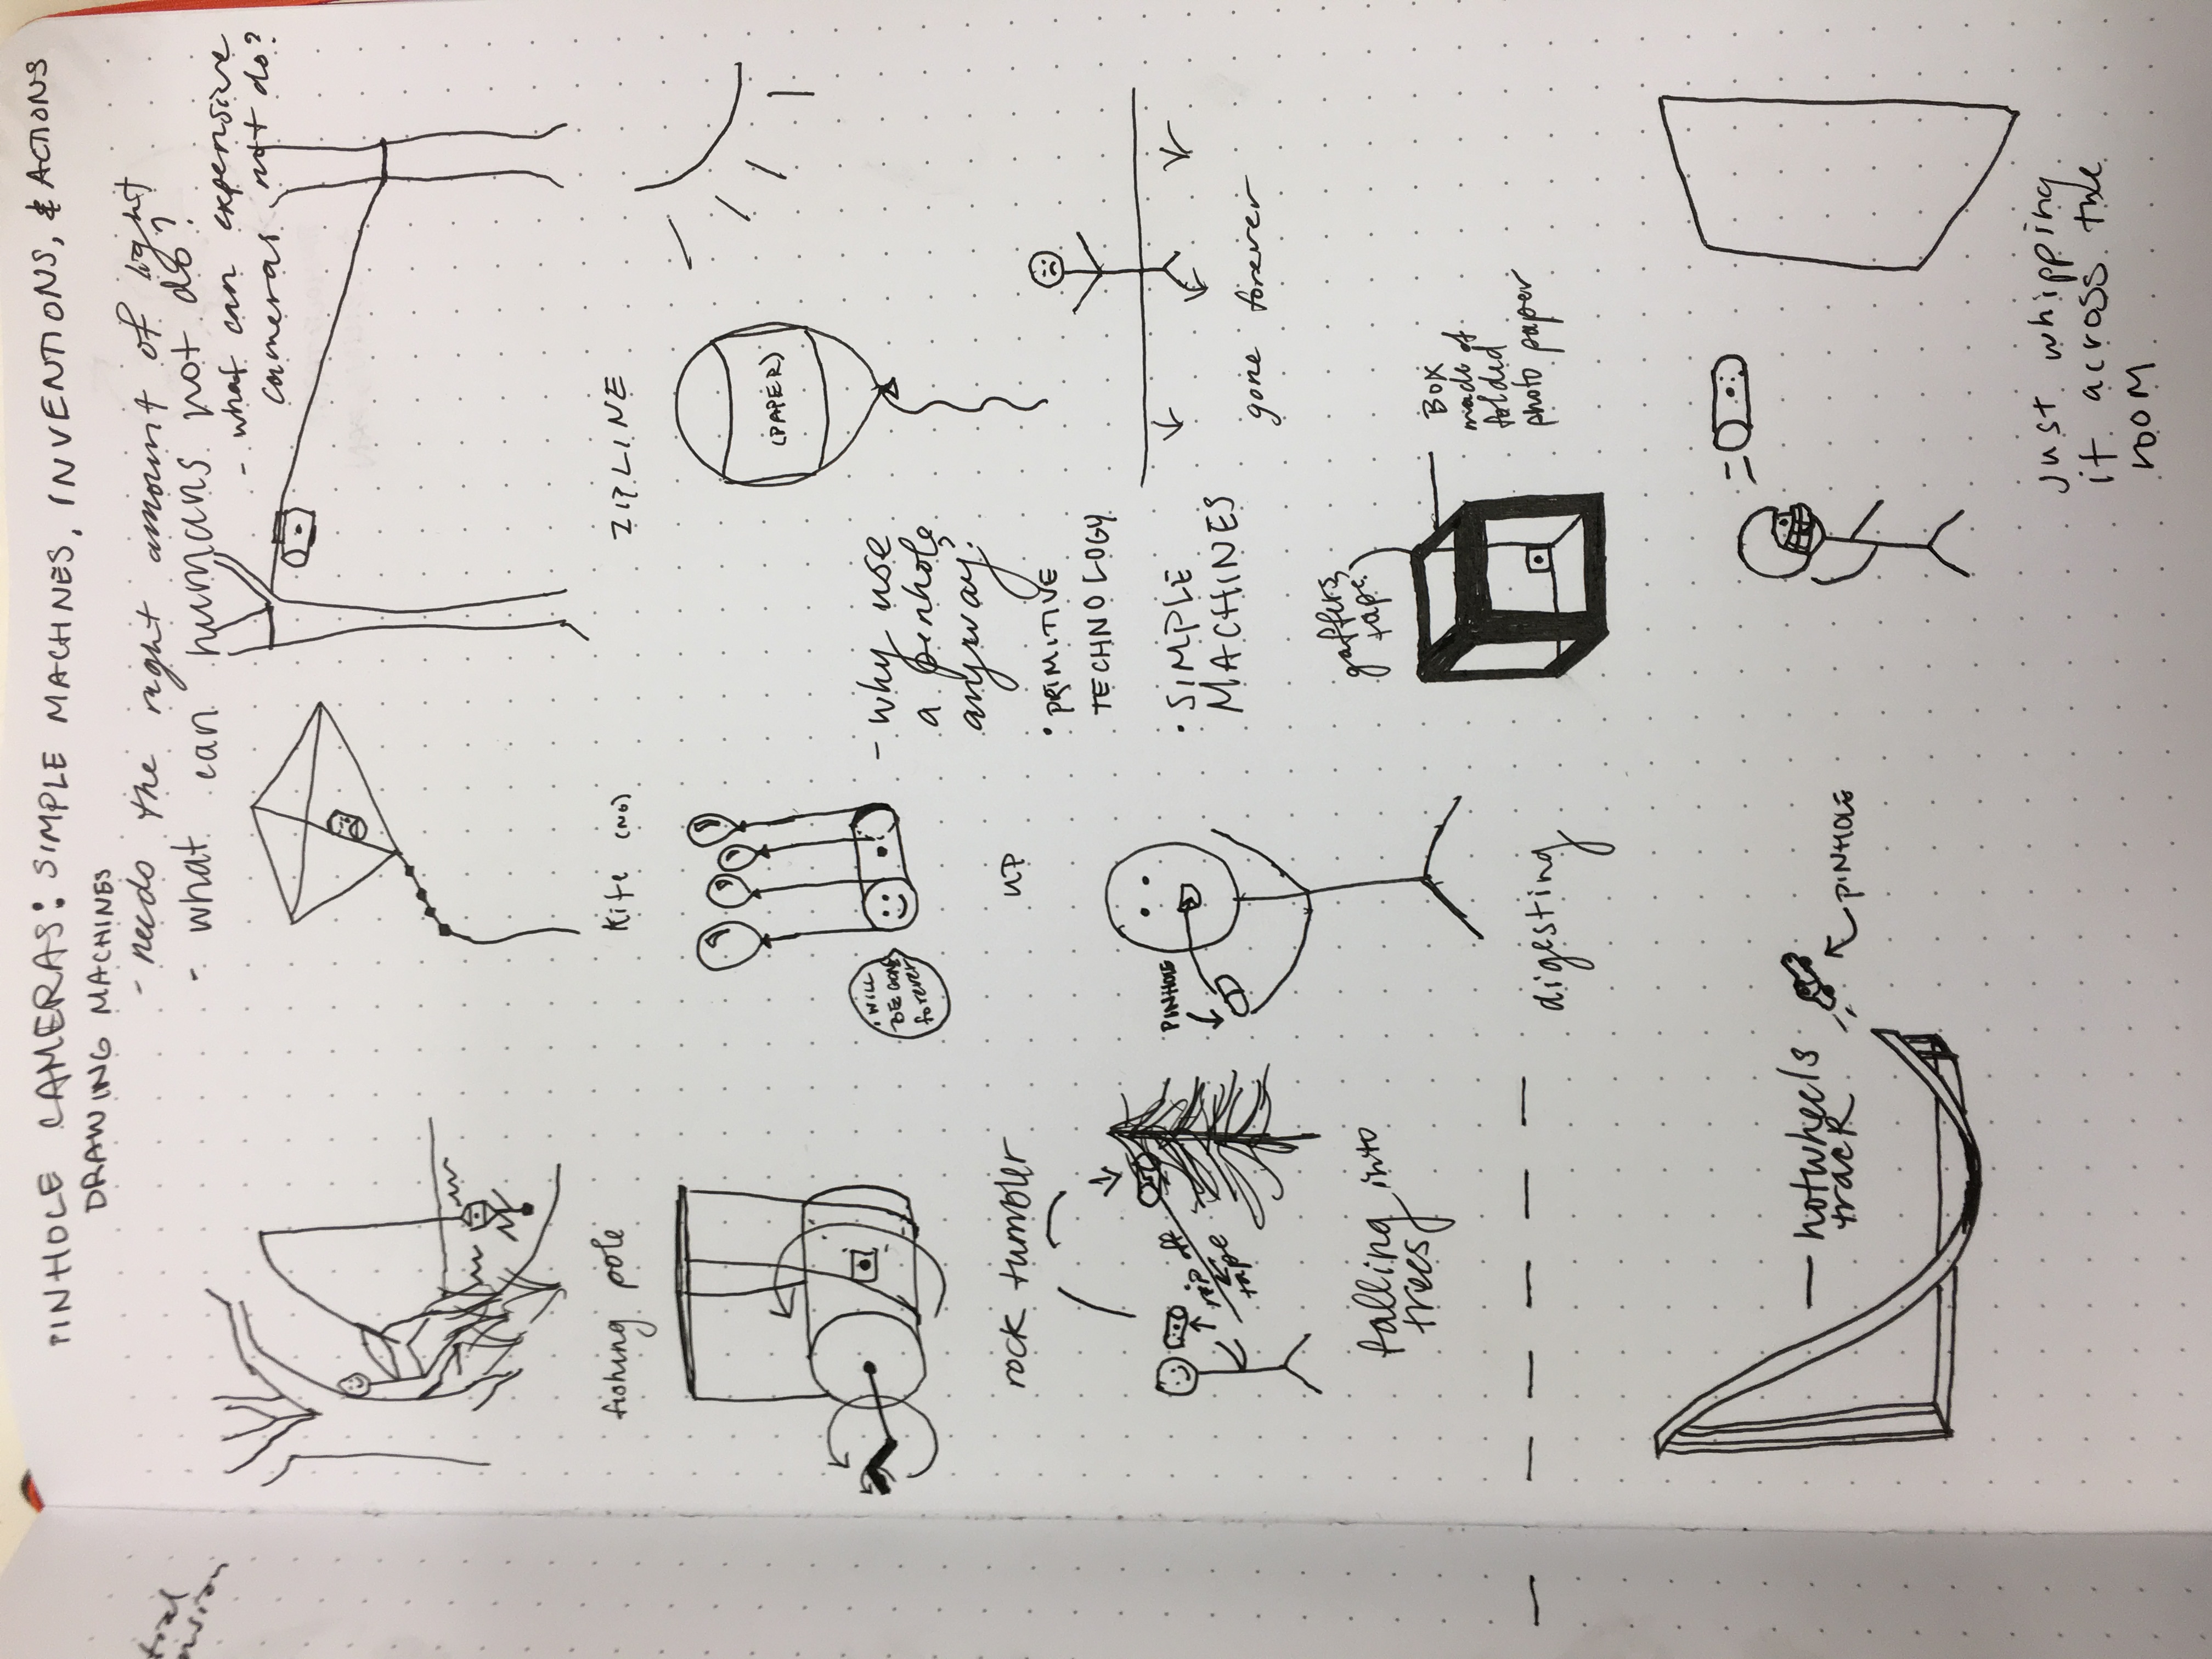 PINHOLE CAMERAS: SIMPLE MACHINES, INVENTIONS, & ACTIONS
DRAWING MACHINES
- needs the right amount of light
- what can humans not do?
- what can expensive
cameras not do?
fishing pole
Kite (NO)
ZIPLINE
(PAPER)
I WILL
BE GONE
forever
- why use
a pinhole
anyway?
rock tumbler
UP
• PRIMITIVE
TECHNOLOGY
rip off
tape
PINHOLE
• SIMPLE
MACHINES
gone forever
falling into
trees
gaffers
tape
BOX
made of
folded
photo paper
digesting
hotwheels
track
PINHOLE
just whipping
it across the
room